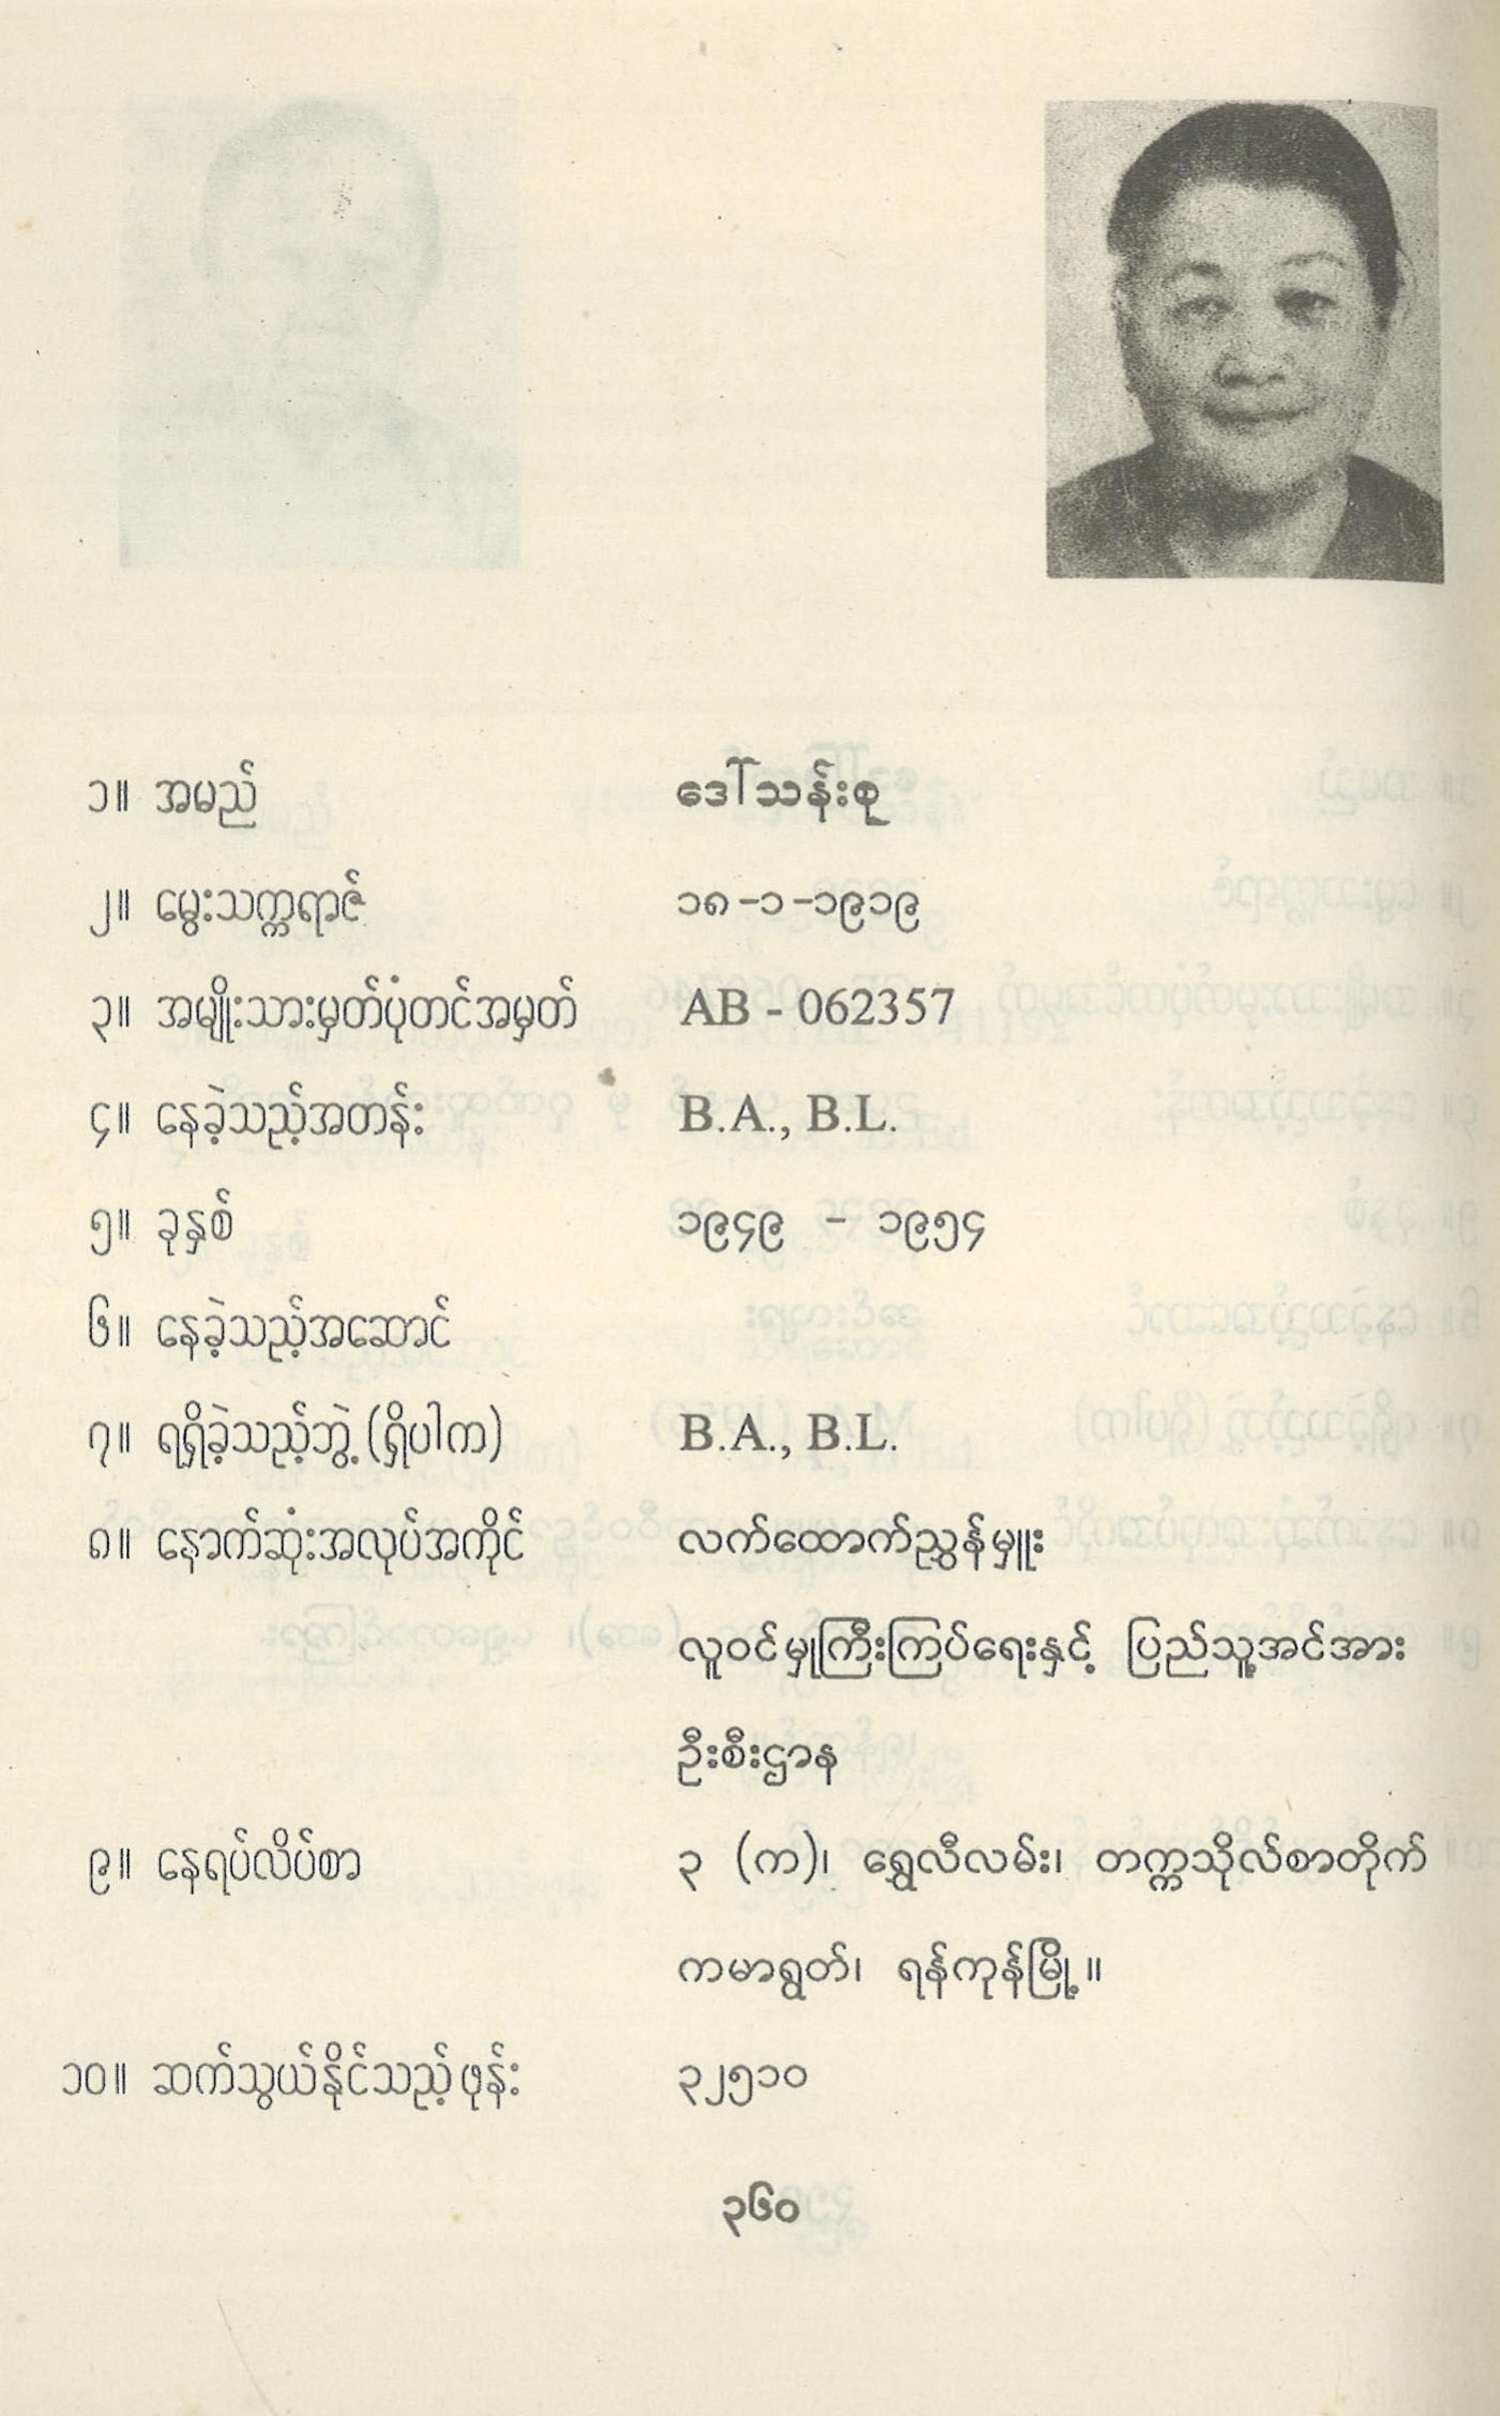 ၁။ အမည် ဒေါ်သန်းစု
၂။ မွေးသက္ကရာဇ် ၁၈-၁-၁၉၁၉
၃။ အမျိုးသားမှတ်ပုံတင်အမှတ် AB - 062357
၄။ နေခဲ့သည့်အတန်း B.A., B.L.
၅။ ခုနှစ် ၁၉၄၉ - ၁၉၅၄
၆။ နေခဲ့သည့်အဆောင်
၇။ ရရှိခဲ့သည့်ဘွဲ့ (ရှိပါက) B.A., B.L.
၈။ နောက်ဆုံးအလုပ်အကိုင် လက်ထောက်ညွှန်မှူး
လူဝင်မှုကြီးကြပ်ရေးနှင့် ပြည်သူ့အင်အား
ဦးစီးဌာန
၉။ နေရပ်လိပ်စာ ၃ (က)၊ ရွှေလီလမ်း၊ တက္ကသိုလ်စာတိုက်
ကမာရွတ်၊ ရန်ကုန်မြို့။
၁၀။ ဆက်သွယ်နိုင်သည့်ဖုန်း ၃၂၅၁၀
၃၆၀